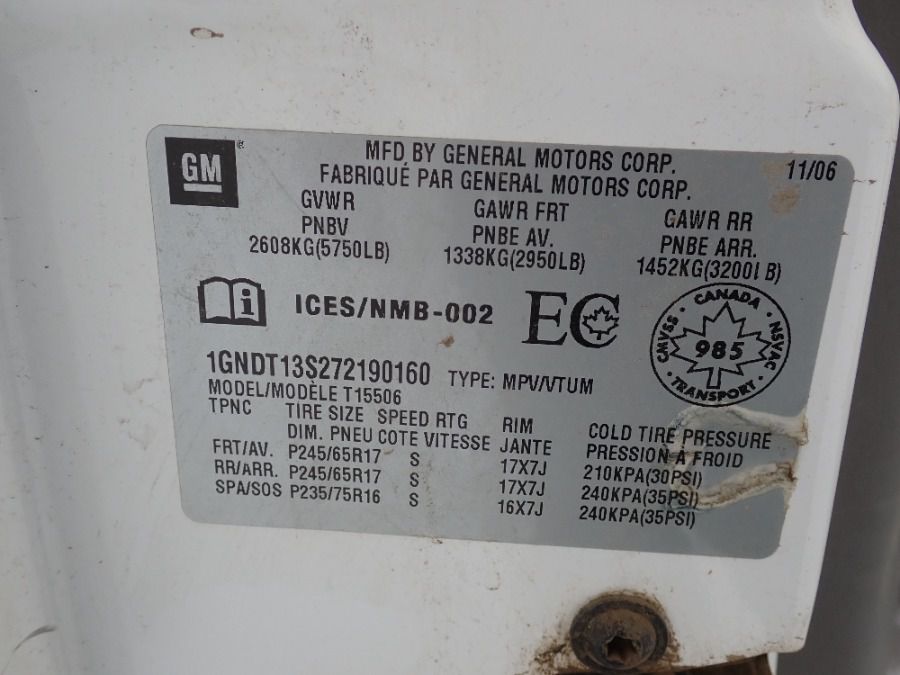 GM
MFD BY GENERAL MOTORS CORP. 11/06
FABRIQUÉ PAR GENERAL MOTORS CORP.
GVWR GAWR FRT GAWR RR
PNBV PNBE AV. PNBE ARR.
2608KG(5750LB) 1338KG(2950LB) 1452KG(3200LB)
i ICES/NMB-002 EC
CANADA
CMVSS 985 NSVAC
TRANSPORT
1GNDT13S272190160 TYPE: MPV/VTUM
MODEL/MODÈLE T15506
TPNC TIRE SIZE SPEED RTG RIM COLD TIRE PRESSURE
DIM. PNEU COTE VITESSE JANTE PRESSION À FROID
FRT/AV. P245/65R17 S 17X7J 210KPA(30PSI)
RR/ARR. P245/65R17 S 17X7J 240KPA(35PSI)
SPA/SOS P235/75R16 S 16X7J 240KPA(35PSI)